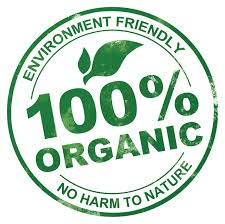 ENVIRONMENT FRIENDLY
100%
ORGANIC
NO HARM TO NATURE